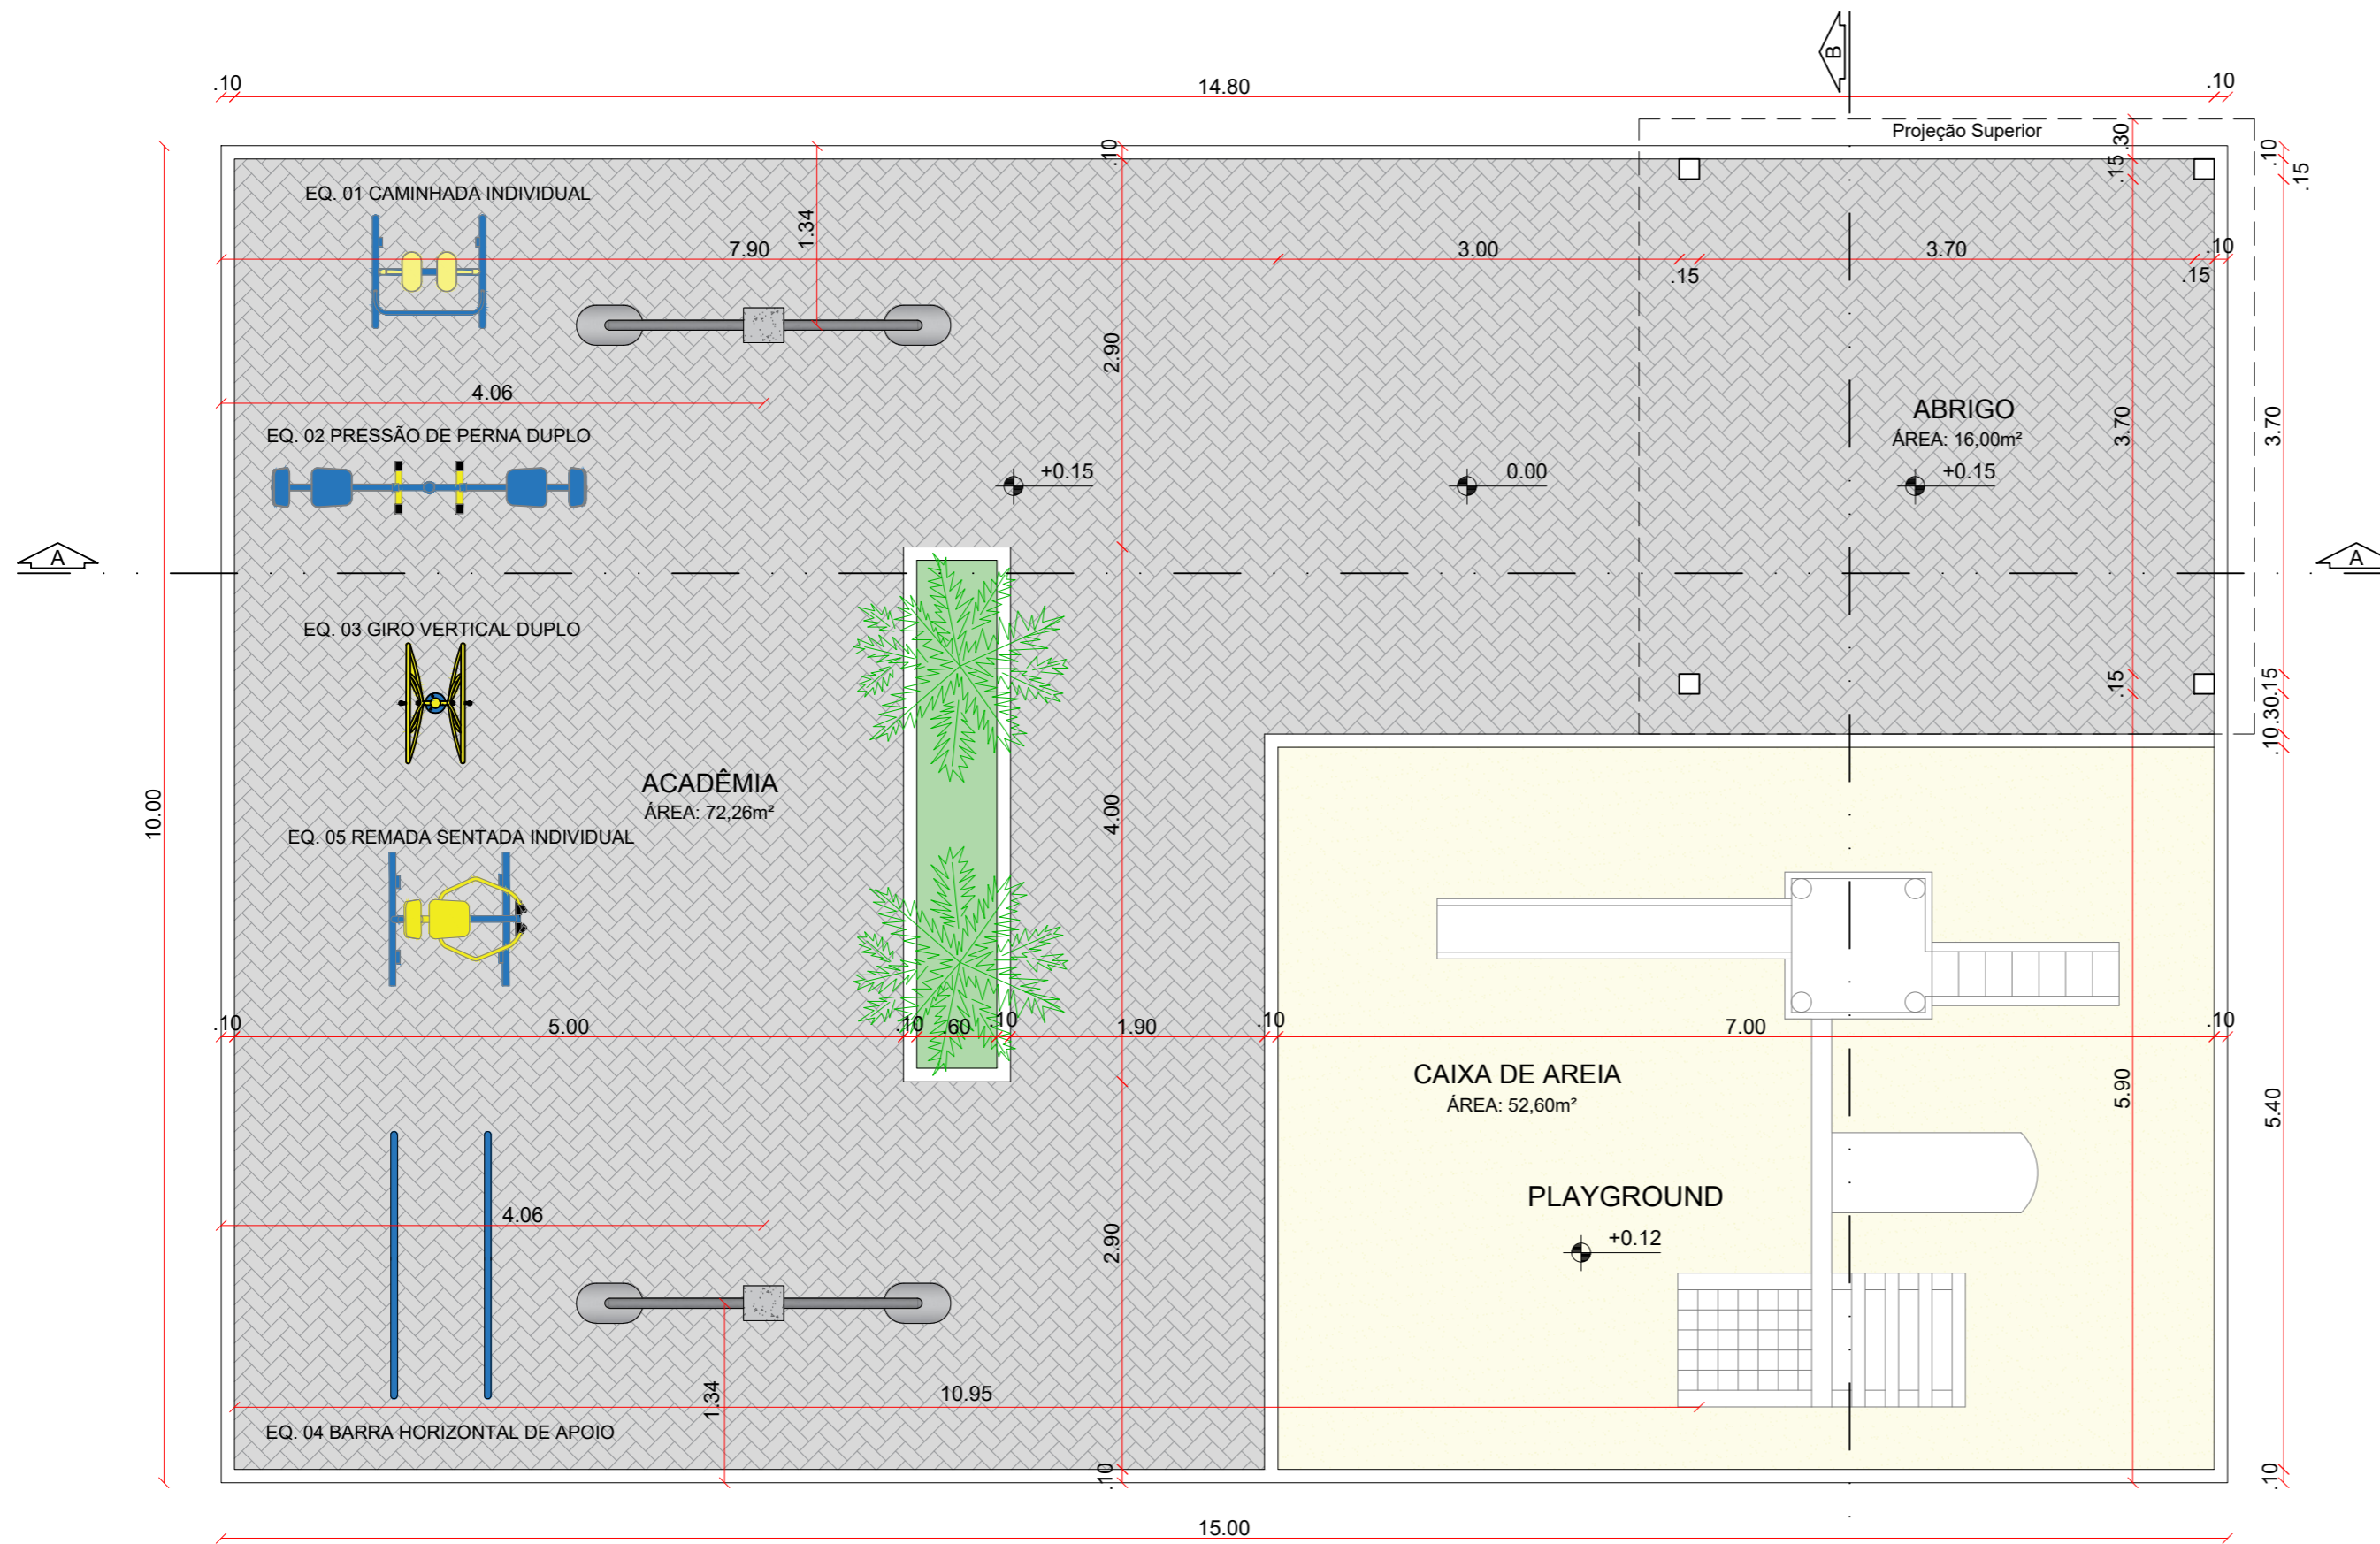 B
.10
14.80
.10
Projeção Superior
.10
.30
.15
.10
.15
EQ. 01 CAMINHADA INDIVIDUAL
1.34
7.90
3.00
3.70
.10
.15
.15
2.90
4.06
ABRIGO
ÁREA: 16,00m²
3.70
3.70
EQ. 02 PRESSÃO DE PERNA DUPLO
+0.15
0.00
+0.15
A
A
EQ. 03 GIRO VERTICAL DUPLO
.15
.15
.30
.10
ACADÊMIA
ÁREA: 72,26m²
10.00
4.00
EQ. 05 REMADA SENTADA INDIVIDUAL
.10
5.00
.10
.60
.10
1.90
.10
7.00
.10
CAIXA DE AREIA
ÁREA: 52,60m²
5.90
5.40
PLAYGROUND
+0.12
4.06
2.90
1.34
10.95
EQ. 04 BARRA HORIZONTAL DE APOIO
.10
.10
15.00